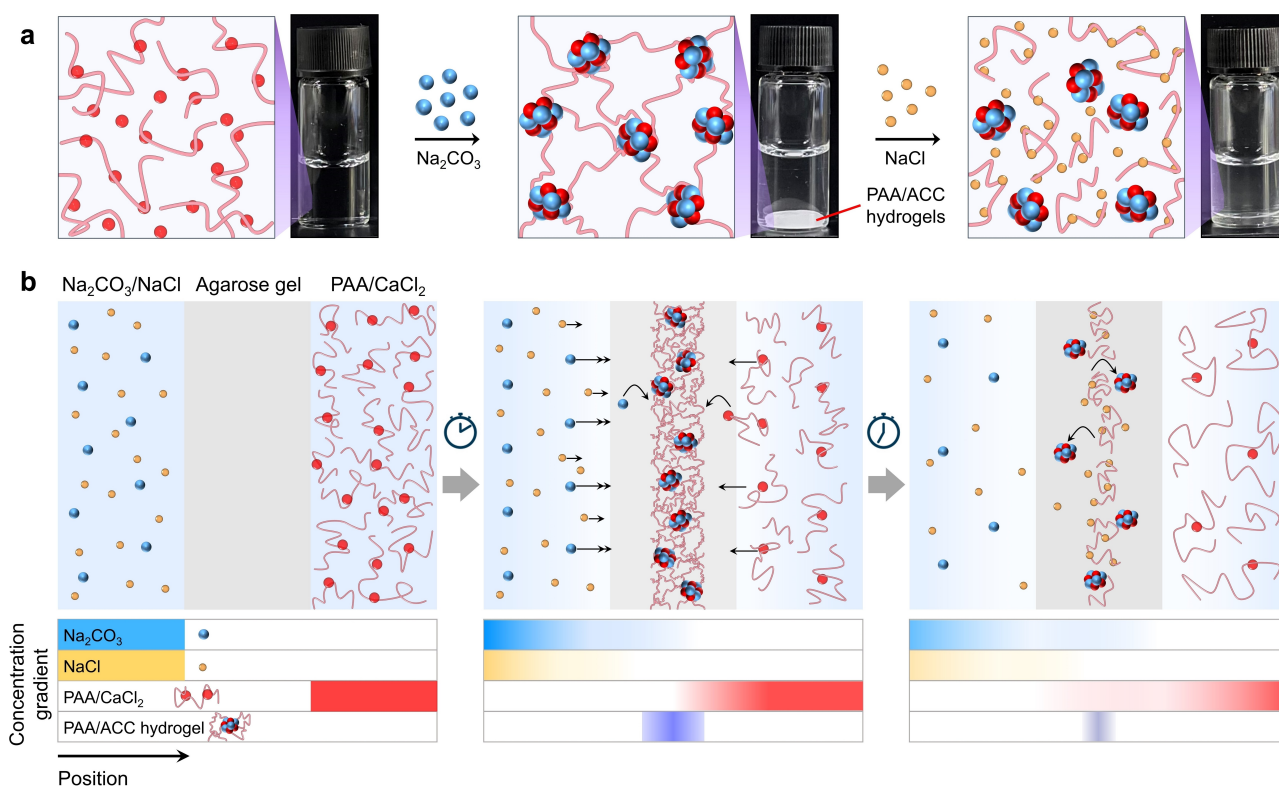 a
Na₂CO₃
NaCl
PAA/ACC
hydrogels
b
Na₂CO₃/NaCl
Agarose gel
PAA/CaCl₂
Concentration
gradient
Na₂CO₃
NaCl
PAA/CaCl₂
PAA/ACC hydrogel
Position